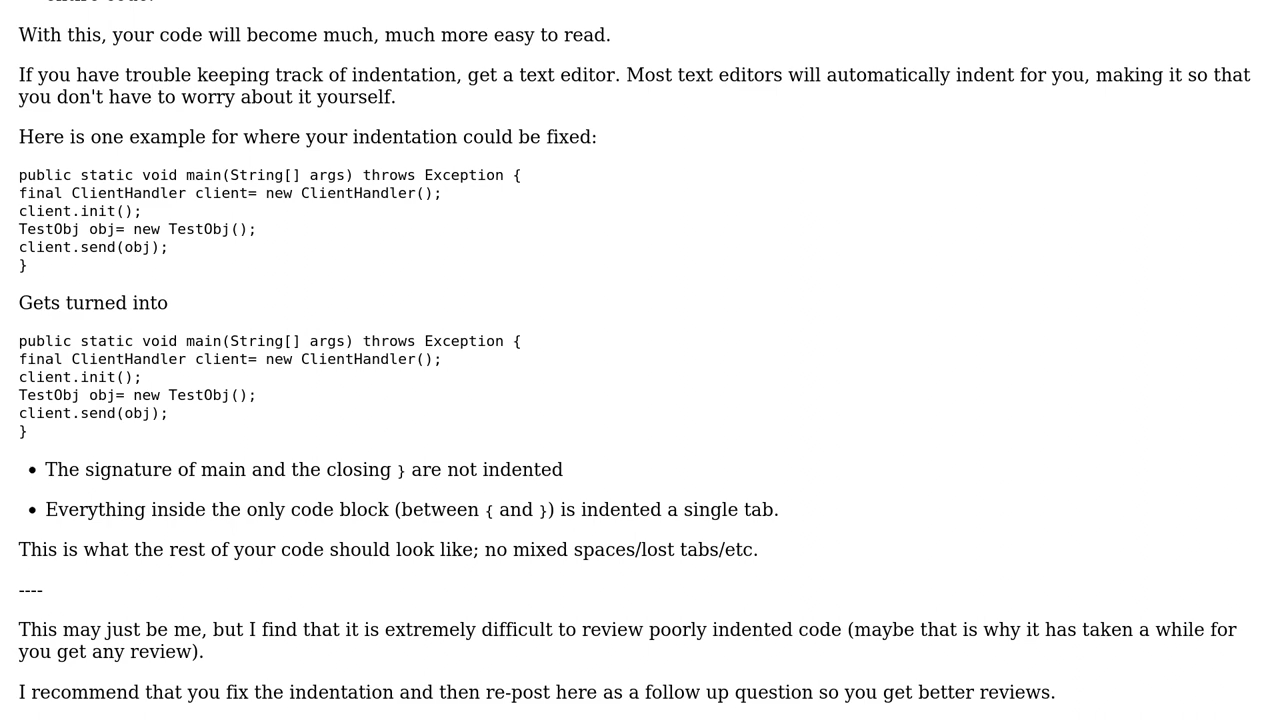 With this, your code will become much, much more easy to read.
If you have trouble keeping track of indentation, get a text editor. Most text editors will automatically indent for you, making it so that
you don't have to worry about it yourself.
Here is one example for where your indentation could be fixed:
public static void main(String[] args) throws Exception {
final ClientHandler client= new ClientHandler();
client.init();
TestObj obj= new TestObj();
client.send(obj);
}
Gets turned into
public static void main(String[] args) throws Exception {
final ClientHandler client= new ClientHandler();
client.init();
TestObj obj= new TestObj();
client.send(obj);
}
• The signature of main and the closing } are not indented
• Everything inside the only code block (between { and }) is indented a single tab.
This is what the rest of your code should look like; no mixed spaces/lost tabs/etc.
----
This may just be me, but I find that it is extremely difficult to review poorly indented code (maybe that is why it has taken a while for
you get any review).
I recommend that you fix the indentation and then re-post here as a follow up question so you get better reviews.